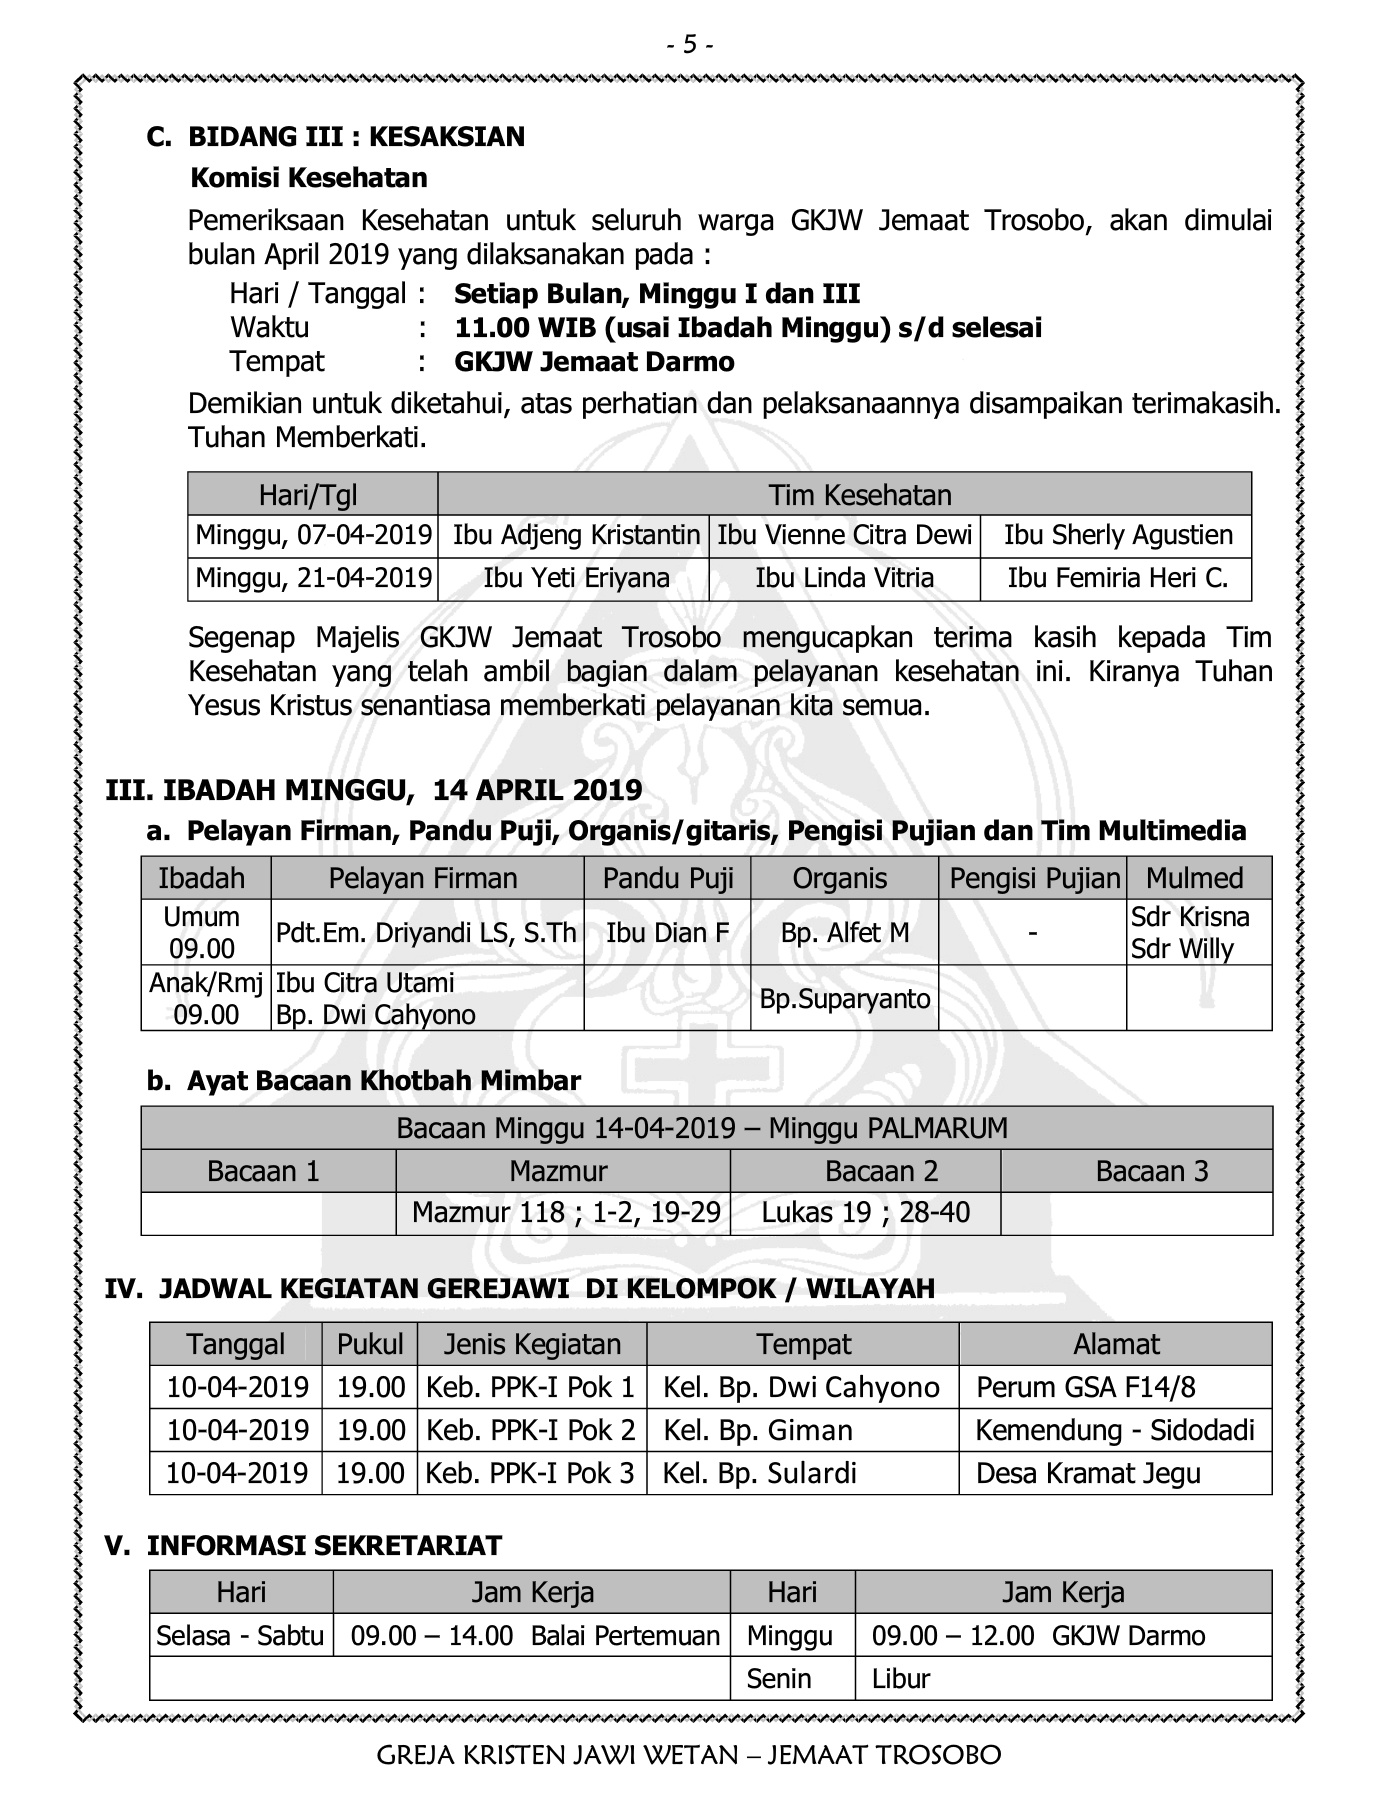 - 5 -
C. BIDANG III : KESAKSIAN
Komisi Kesehatan
Pemeriksaan Kesehatan untuk seluruh warga GKJW Jemaat Trosobo, akan dimulai
bulan April 2019 yang dilaksanakan pada :
Hari / Tanggal : Setiap Bulan, Minggu I dan III
Waktu : 11.00 WIB (usai Ibadah Minggu) s/d selesai
Tempat : GKJW Jemaat Darmo
Demikian untuk diketahui, atas perhatian dan pelaksanaannya disampaikan terimakasih.
Tuhan Memberkati.
Hari/Tgl Tim Kesehatan
Minggu, 07-04-2019 Ibu Adjeng Kristantin Ibu Vienne Citra Dewi Ibu Sherly Agustien
Minggu, 21-04-2019 Ibu Yeti Eriyana Ibu Linda Vitria Ibu Femiria Heri C.
Segenap Majelis GKJW Jemaat Trosobo mengucapkan terima kasih kepada Tim
Kesehatan yang telah ambil bagian dalam pelayanan kesehatan ini. Kiranya Tuhan
Yesus Kristus senantiasa memberkati pelayanan kita semua.
III. IBADAH MINGGU, 14 APRIL 2019
a. Pelayan Firman, Pandu Puji, Organis/gitaris, Pengisi Pujian dan Tim Multimedia
Ibadah Pelayan Firman Pandu Puji Organis Pengisi Pujian Mulmed
Umum
09.00
Pdt.Em. Driyandi LS, S.Th Ibu Dian F Bp. Alfet M -
Sdr Krisna
Sdr Willy
Anak/Rmj
09.00
Ibu Citra Utami
Bp. Dwi Cahyono
Bp.Suparyanto
b. Ayat Bacaan Khotbah Mimbar
Bacaan Minggu 14-04-2019 – Minggu PALMARUM
Bacaan 1 Mazmur Bacaan 2 Bacaan 3
Mazmur 118 ; 1-2, 19-29 Lukas 19 ; 28-40
IV. JADWAL KEGIATAN GEREJAWI DI KELOMPOK / WILAYAH
Tanggal Pukul Jenis Kegiatan Tempat Alamat
10-04-2019 19.00 Keb. PPK-I Pok 1 Kel. Bp. Dwi Cahyono Perum GSA F14/8
10-04-2019 19.00 Keb. PPK-I Pok 2 Kel. Bp. Giman Kemendung - Sidodadi
10-04-2019 19.00 Keb. PPK-I Pok 3 Kel. Bp. Sulardi Desa Kramat Jegu
V. INFORMASI SEKRETARIAT
Hari Jam Kerja Hari Jam Kerja
Selasa - Sabtu 09.00 – 14.00 Balai Pertemuan Minggu 09.00 – 12.00 GKJW Darmo
Senin Libur
GREJA KRISTEN JAWI WETAN – JEMAAT TROSOBO